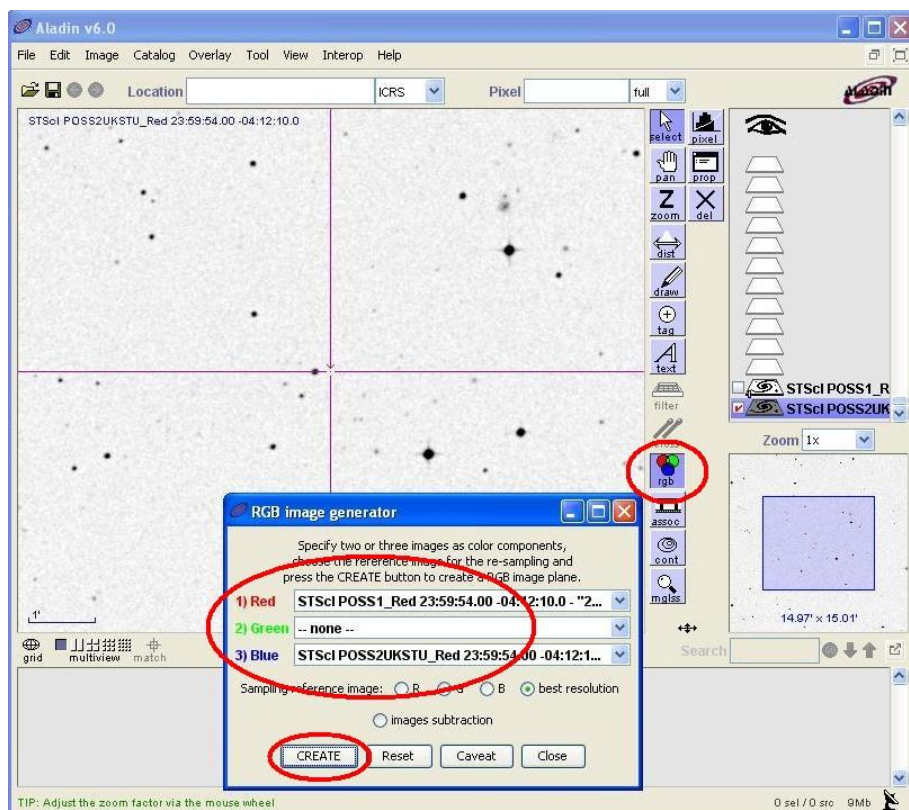 Aladin v6.0
File Edit Image Catalog Overlay Tool View Interop Help
Location ICRS Pixel full
Aladin
STScI POSS2UKSTU_Red 23:59:54.00 -04:12:10.0
select pixel
pan prop
zoom del
dist
draw
tag
text
filter
rgb
assoc
cont
mglss
STScI POSS1_R
STScI POSS2UK
Zoom 1x
14.97' x 15.01'
1'
grid multiview match
Search
RGB image generator
Specify two or three images as color components,
choose the reference image for the re-sampling and
press the CREATE button to create a RGB image plane.
1) Red STScI POSS1_Red 23:59:54.00 -04:12:10.0 - "2...
2) Green -- none --
3) Blue STScI POSS2UKSTU_Red 23:59:54.00 -04:12:1...
Sampling reference image: R G B best resolution
images subtraction
CREATE Reset Caveat Close
TIP: Adjust the zoom factor via the mouse wheel
0 sel / 0 src 9Mb